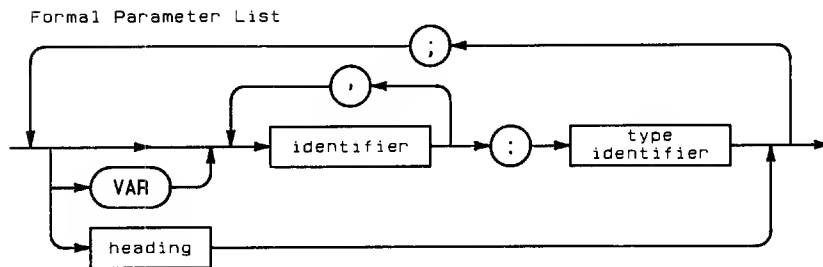 Formal Parameter List
;
,
identifier
:
type
identifier
VAR
heading